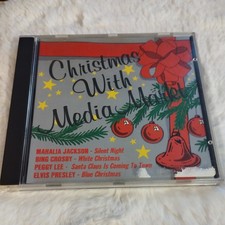 Christmas
With
Media Markt
MAHALIA JACKSON - Silent Night
BING CROSBY - White Christmas
PEGGY LEE - Santa Claus Is Coming To Town
ELVIS PRESLEY - Blue Christmas